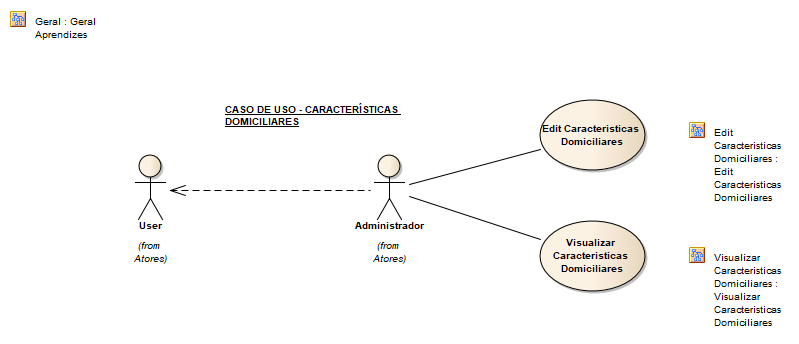 Geral : Geral
Aprendizes
CASO DE USO - CARACTERÍSTICAS
DOMICILIARES
User
(from
Atores)
Administrador
(from
Atores)
Edit Caracteristicas
Domiciliares
Visualizar
Caracteristicas
Domiciliares
Edit
Caracteristicas
Domiciliares :
Edit
Caracteristicas
Domiciliares
Visualizar
Caracteristicas
Domiciliares :
Visualizar
Caracteristicas
Domiciliares